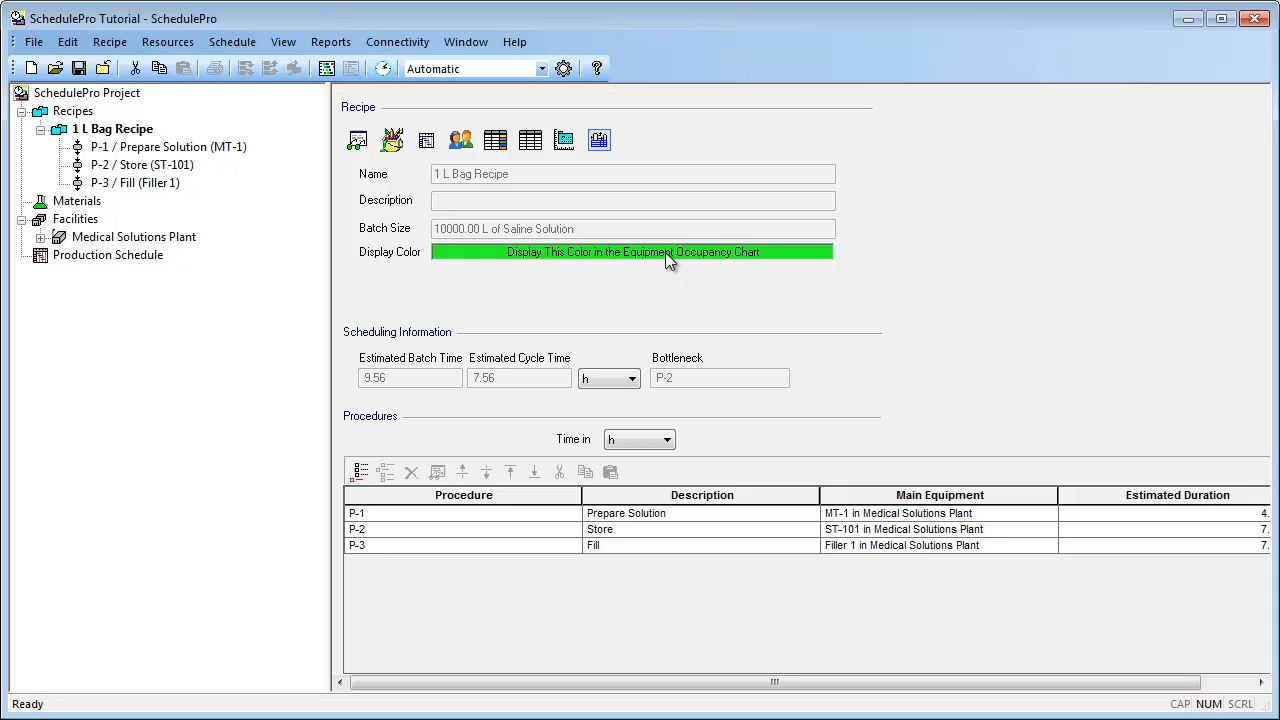 SchedulePro Tutorial - SchedulePro
File Edit Recipe Resources Schedule View Reports Connectivity Window Help
Automatic
SchedulePro Project
Recipes
1 L Bag Recipe
P-1 / Prepare Solution (MT-1)
P-2 / Store (ST-101)
P-3 / Fill (Filler 1)
Materials
Facilities
Medical Solutions Plant
Production Schedule
Recipe
Name 1 L Bag Recipe
Description
Batch Size 10000.00 L of Saline Solution
Display Color Display This Color in the Equipment Occupancy Chart
Scheduling Information
Estimated Batch Time Estimated Cycle Time Bottleneck
9.56 7.56 h P-2
Procedures
Time in h
Procedure Description Main Equipment Estimated Duration
P-1 Prepare Solution MT-1 in Medical Solutions Plant 4.
P-2 Store ST-101 in Medical Solutions Plant 7.
P-3 Fill Filler 1 in Medical Solutions Plant 7.
Ready CAP NUM SCRL